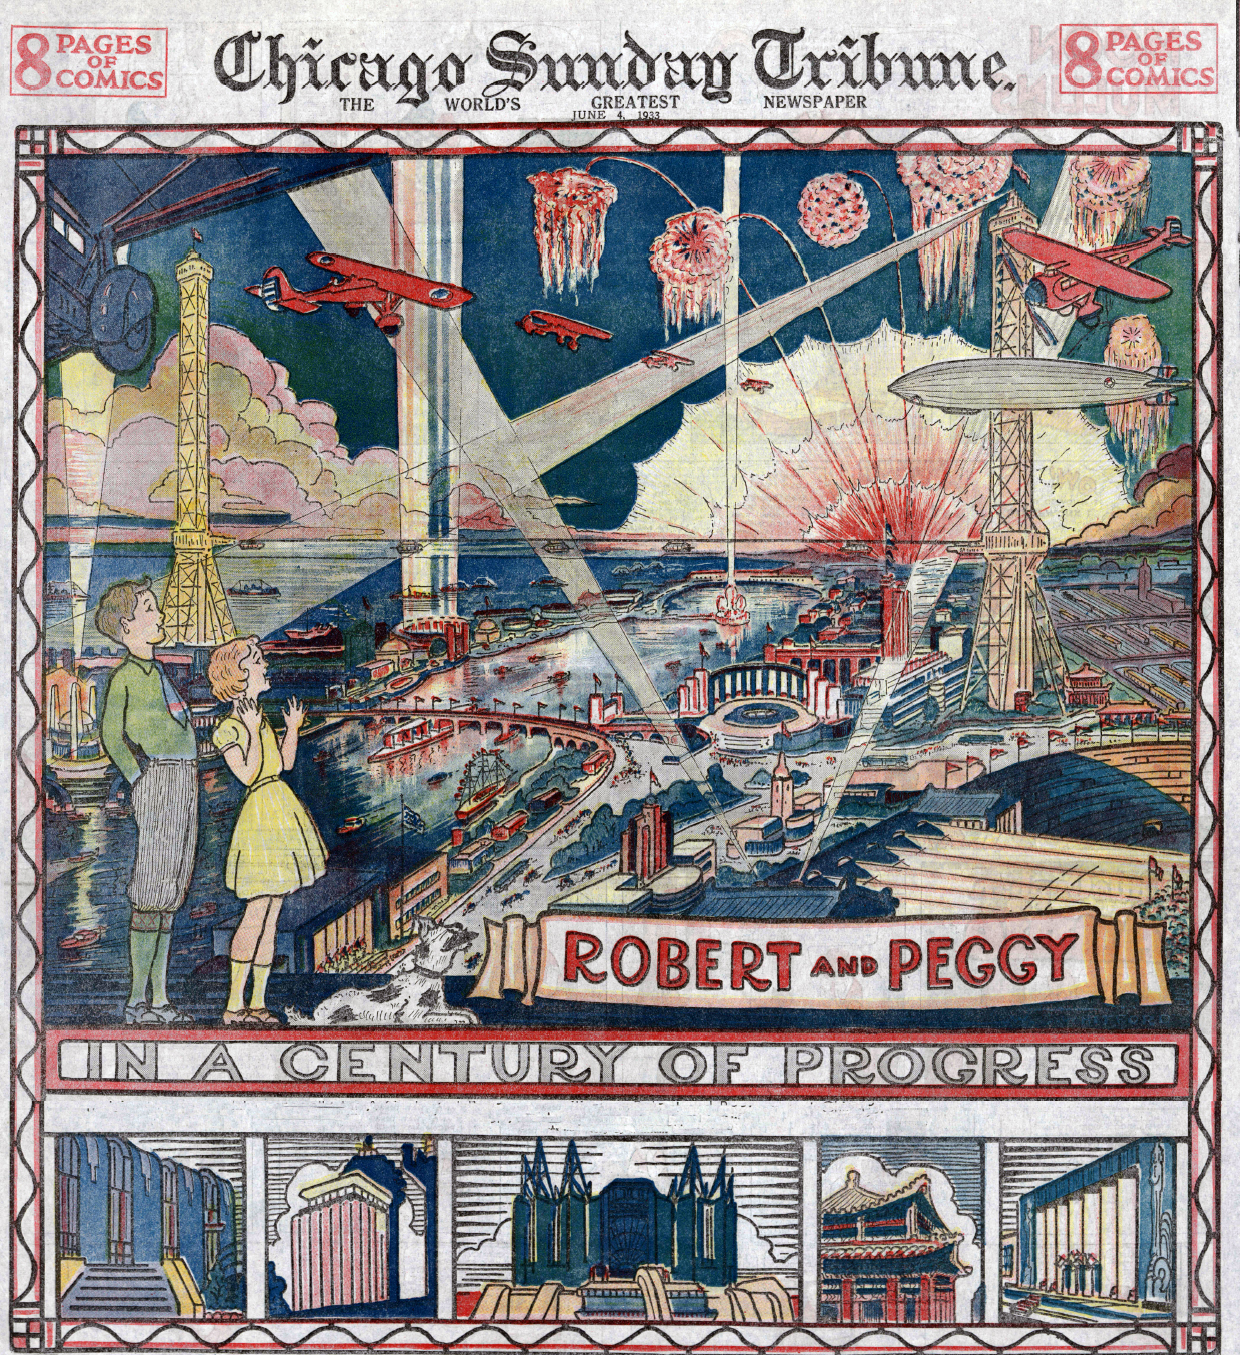 8 PAGES OF COMICS
Chicago Sunday Tribune.
8 PAGES OF COMICS
THE WORLD'S GREATEST NEWSPAPER
JUNE 4, 1933
ROBERT AND PEGGY
IN A CENTURY OF PROGRESS